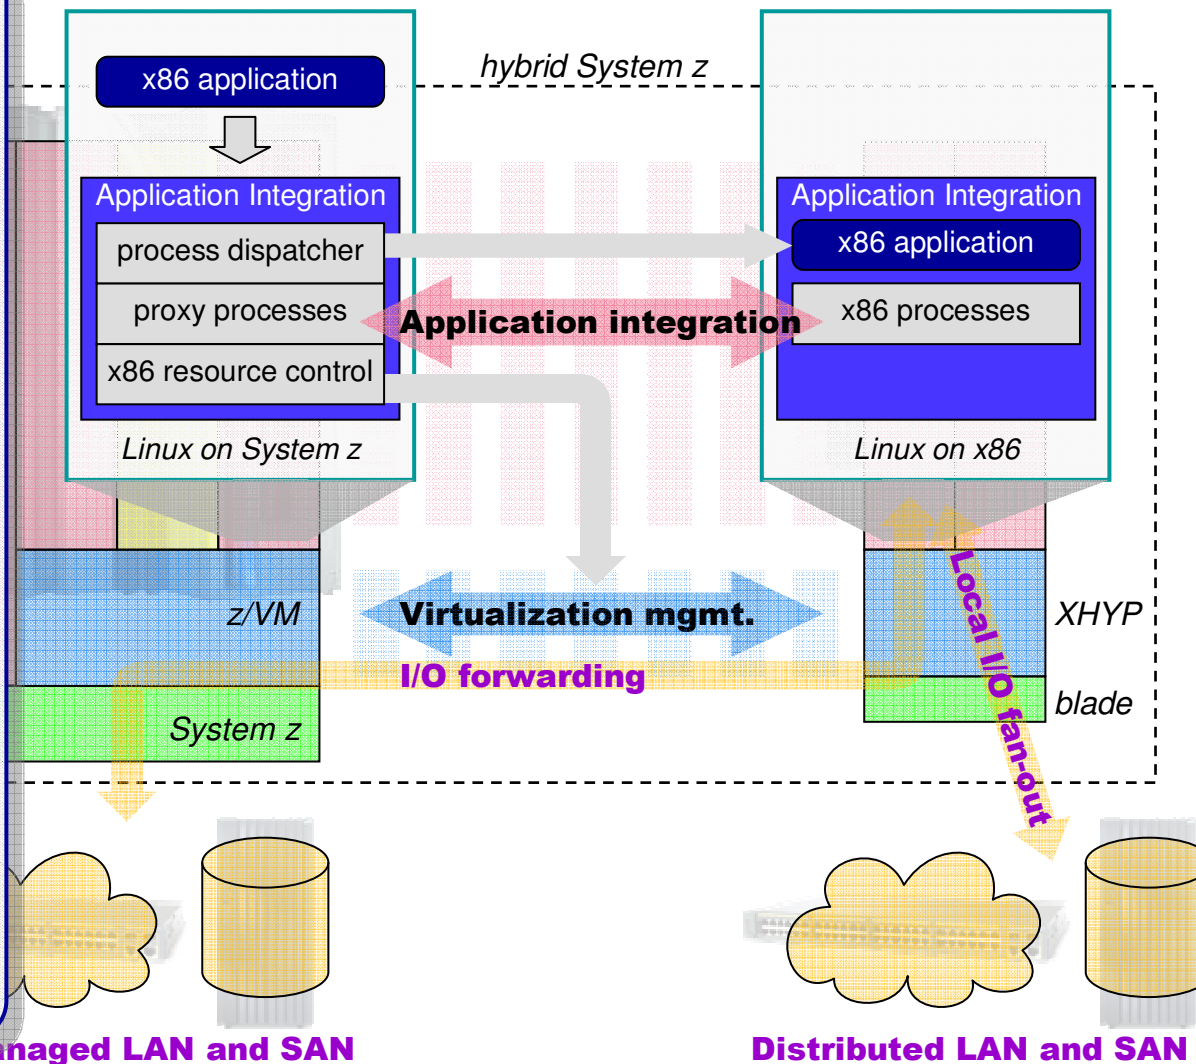 hybrid System z
x86 application
Application Integration
process dispatcher
proxy processes
x86 resource control
Linux on System z
Application integration
Application Integration
x86 application
x86 processes
Linux on x86
z/VM
Virtualization mgmt.
XHYP
I/O forwarding
Local I/O fan-out
System z
blade
LAN and SAN
Distributed LAN and SAN